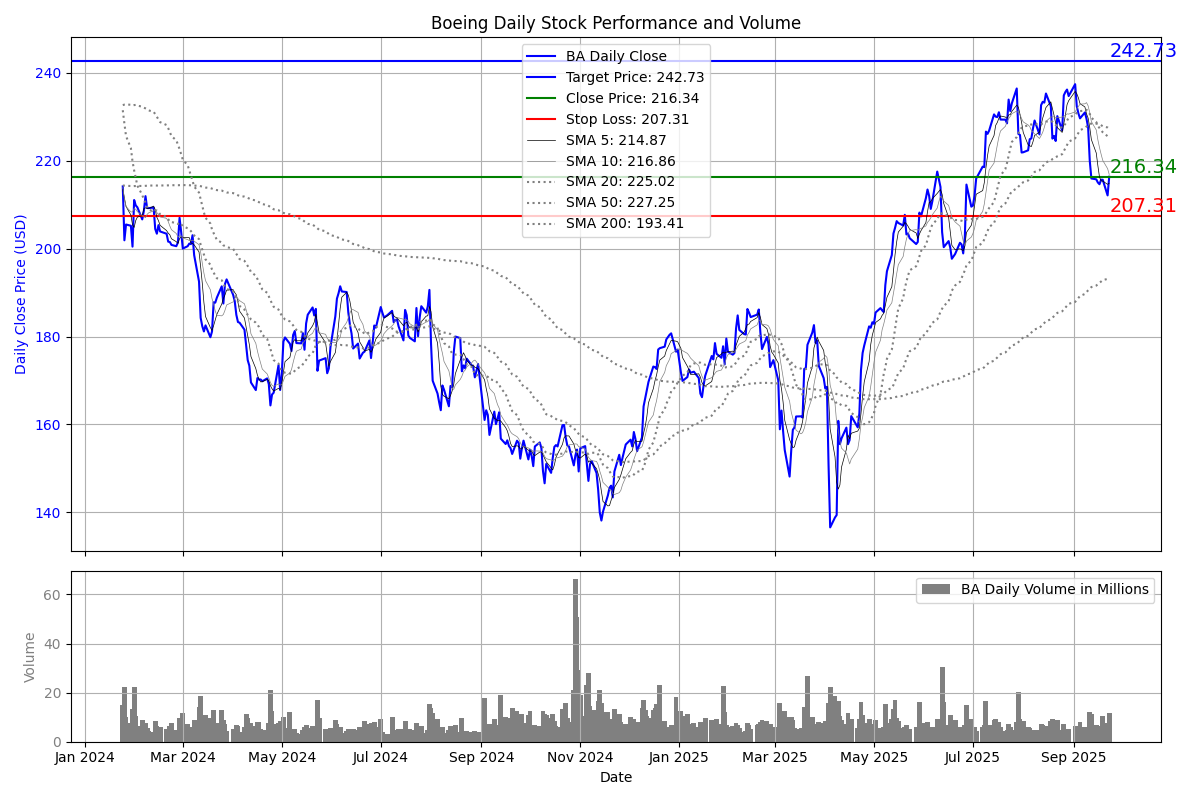 Boeing Daily Stock Performance and Volume
242.73
BA Daily Close
Target Price: 242.73
Close Price: 216.34
Stop Loss: 207.31
SMA 5: 214.87
SMA 10: 216.86
SMA 20: 225.02
SMA 50: 227.25
SMA 200: 193.41
216.34
207.31
Daily Close Price (USD)
240
220
200
180
160
140
BA Daily Volume in Millions
Volume
60
40
20
0
Jan 2024 Mar 2024 May 2024 Jul 2024 Sep 2024 Nov 2024 Jan 2025 Mar 2025 May 2025 Jul 2025 Sep 2025
Date